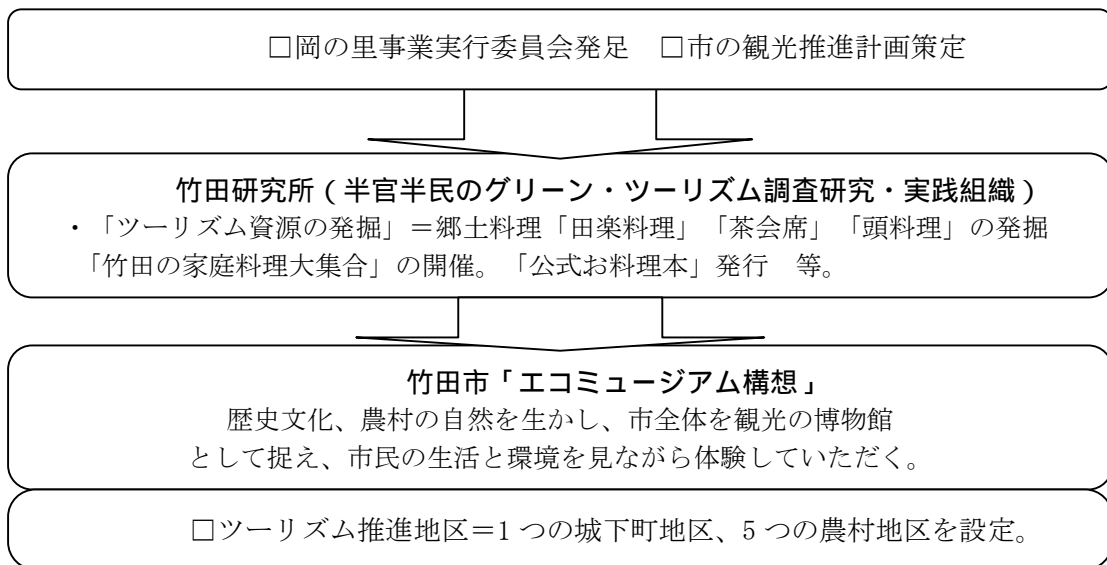 □岡の里事業実行委員会発足　□市の観光推進計画策定
竹田研究所（半官半民のグリーン・ツーリズム調査研究・実践組織）
・「ツーリズム資源の発掘」＝郷土料理「田楽料理」「茶会席」「頭料理」の発掘
「竹田の家庭料理大集合」の開催。「公式お料理本」発行　等。
竹田市「エコミュージアム構想」
歴史文化、農村の自然を生かし、市全体を観光の博物館
として捉え、市民の生活と環境を見ながら体験していただく。
□ツーリズム推進地区＝1 つの城下町地区、5 つの農村地区を設定。